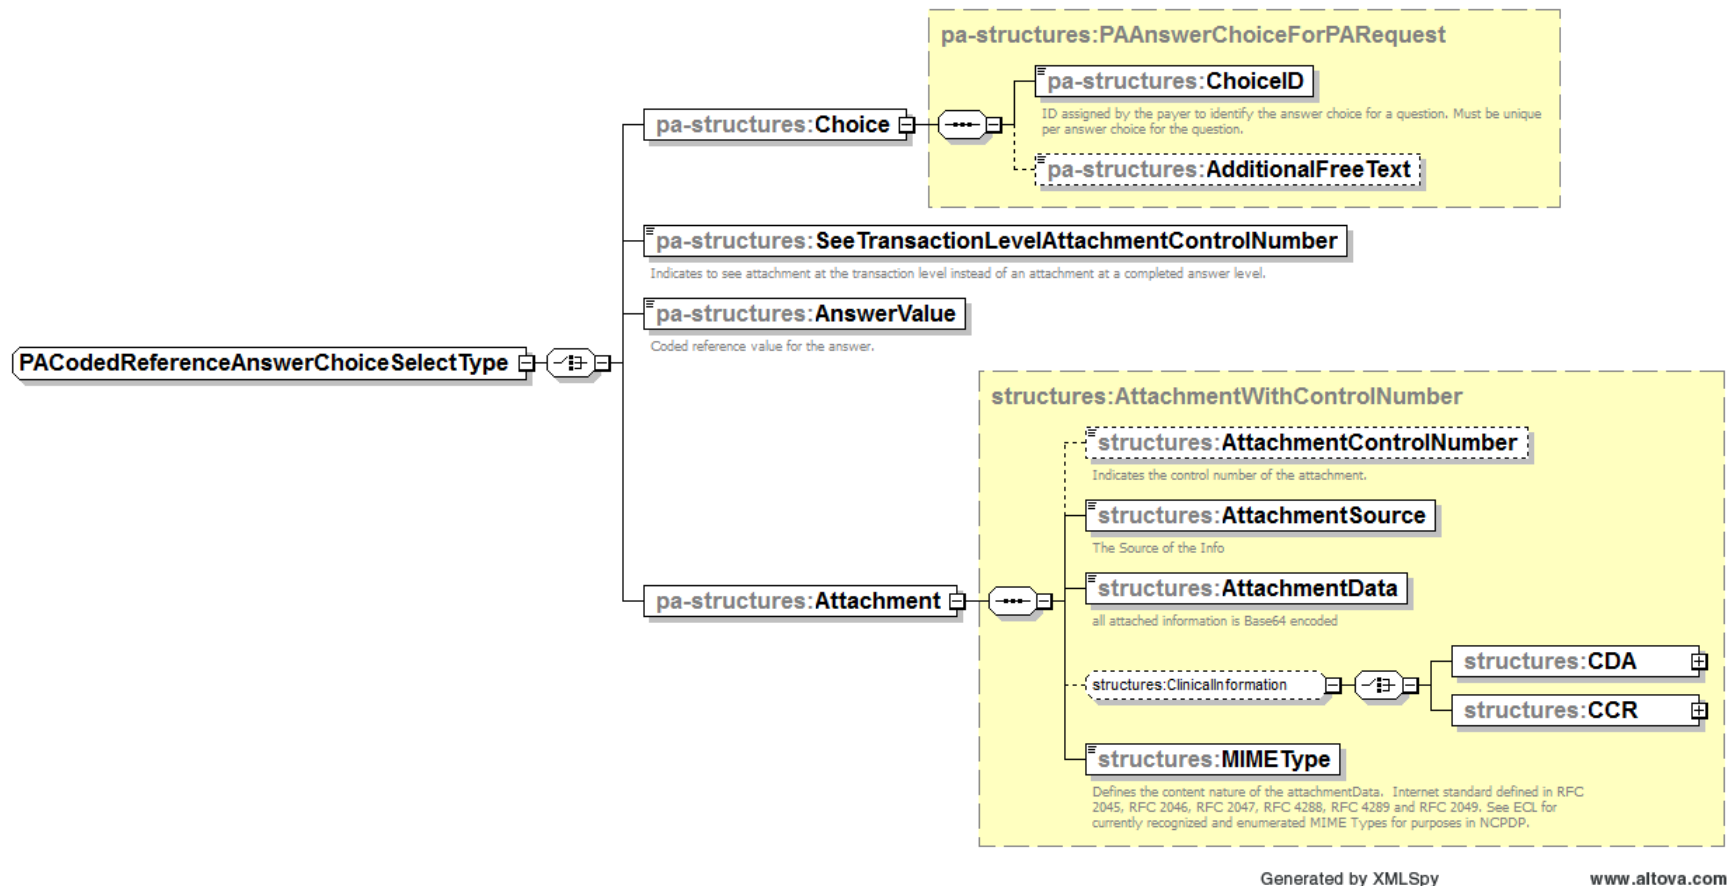 pa-structures:PAAnswerChoiceForPARequest
pa-structures:ChoiceID
ID assigned by the payer to identify the answer choice for a question. Must be unique
per answer choice for the question.
pa-structures:Choice
pa-structures:AdditionalFreeText
pa-structures:SeeTransactionLevelAttachmentControlNumber
Indicates to see attachment at the transaction level instead of an attachment at a completed answer level.
pa-structures:AnswerValue
Coded reference value for the answer.
PACodedReferenceAnswerChoiceSelectType
structures:AttachmentWithControlNumber
structures:AttachmentControlNumber
Indicates the control number of the attachment.
structures:AttachmentSource
The Source of the Info
structures:AttachmentData
all attached information is Base64 encoded
pa-structures:Attachment
structures:CDA
structures:ClinicalInformation
structures:CCR
structures:MIMEType
Defines the content nature of the attachmentData. Internet standard defined in RFC
2045, RFC 2046, RFC 2047, RFC 4288, RFC 4289 and RFC 2049. See ECL for
currently recognized and enumerated MIME Types for purposes in NCPDP.
Generated by XMLSpy
www.altova.com